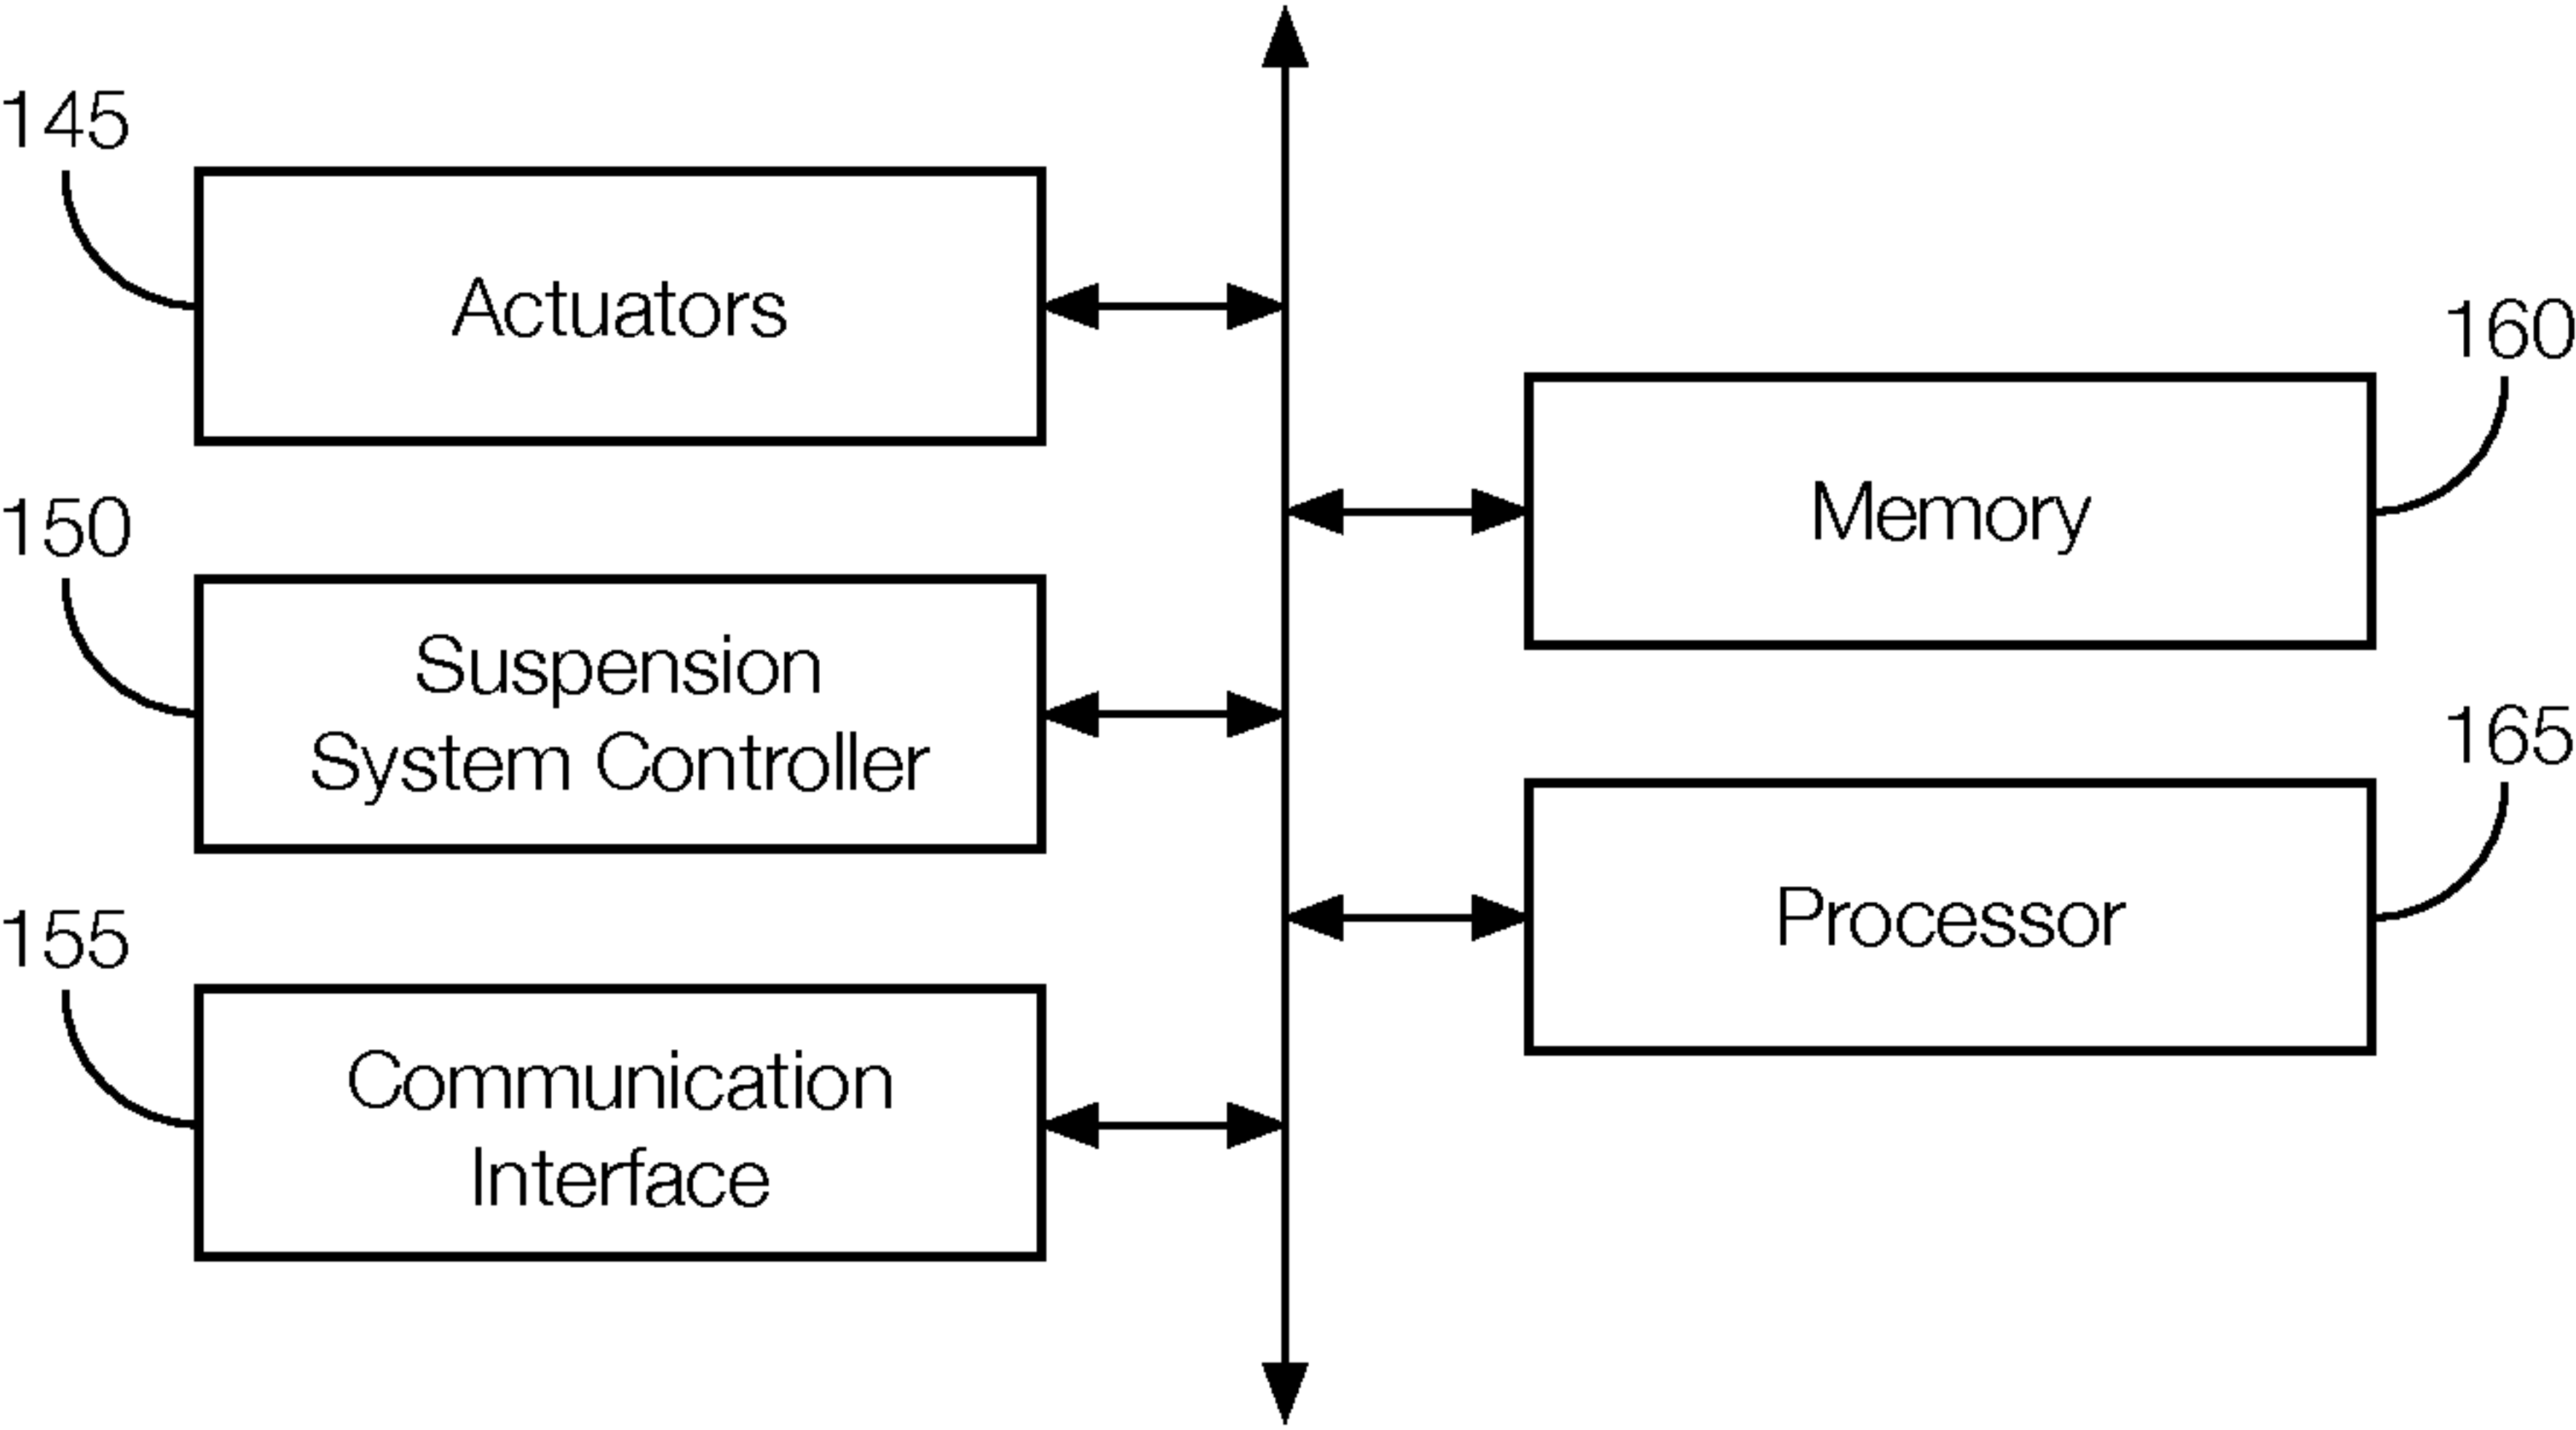 145
Actuators
150
Suspension
System Controller
155
Communication
Interface
160
Memory
165
Processor